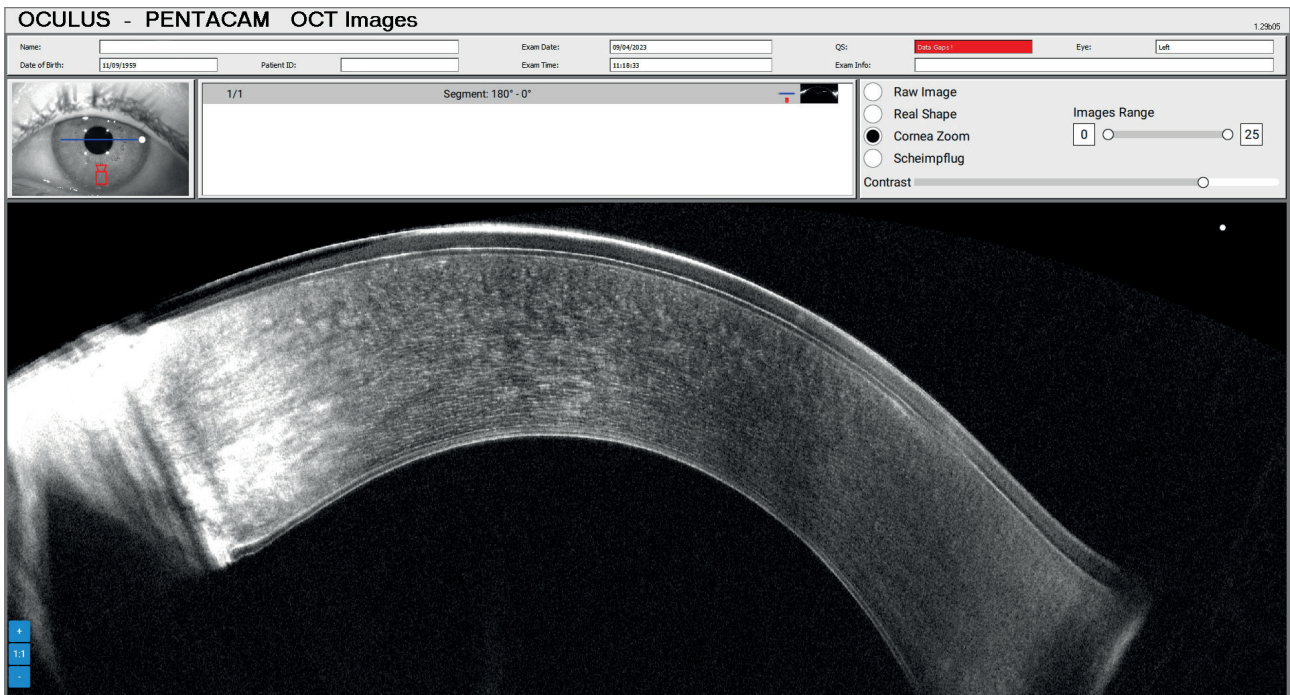 OCULUS - PENTACAM OCT Images
1.29b05
Name: Exam Date: 09/04/2023 QS: Data Gaps! Eye: Left
Date of Birth: 11/09/1959 Patient ID: Exam Time: 11:18:33 Exam Info:
1/1 Segment: 180° - 0°
Raw Image
Real Shape
Images Range
Cornea Zoom
0 25
Scheimpflug
Contrast
+
1:1
-